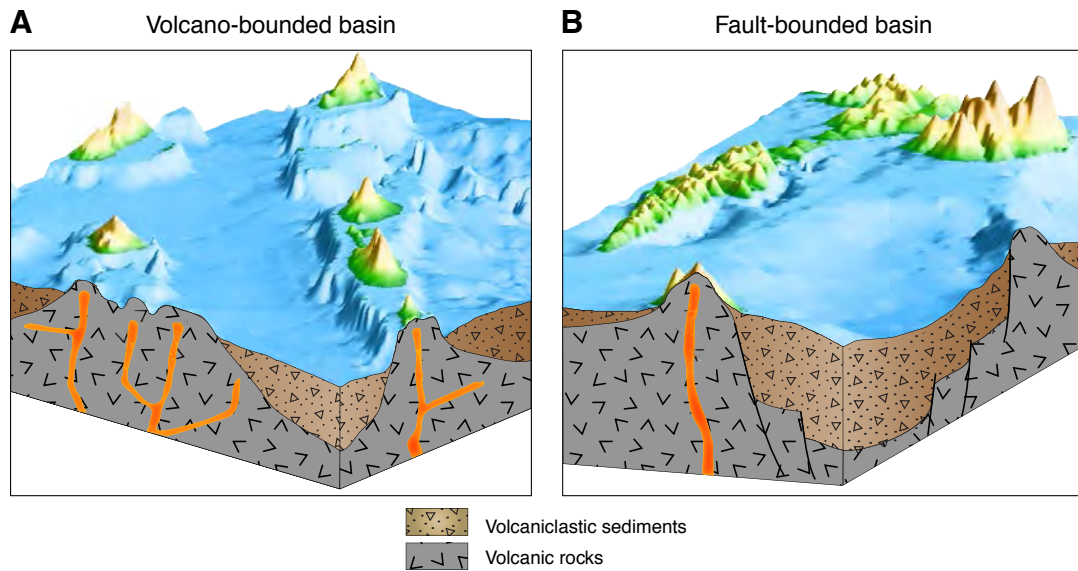 A
Volcano-bounded basin
B
Fault-bounded basin
Volcaniclastic sediments
Volcanic rocks